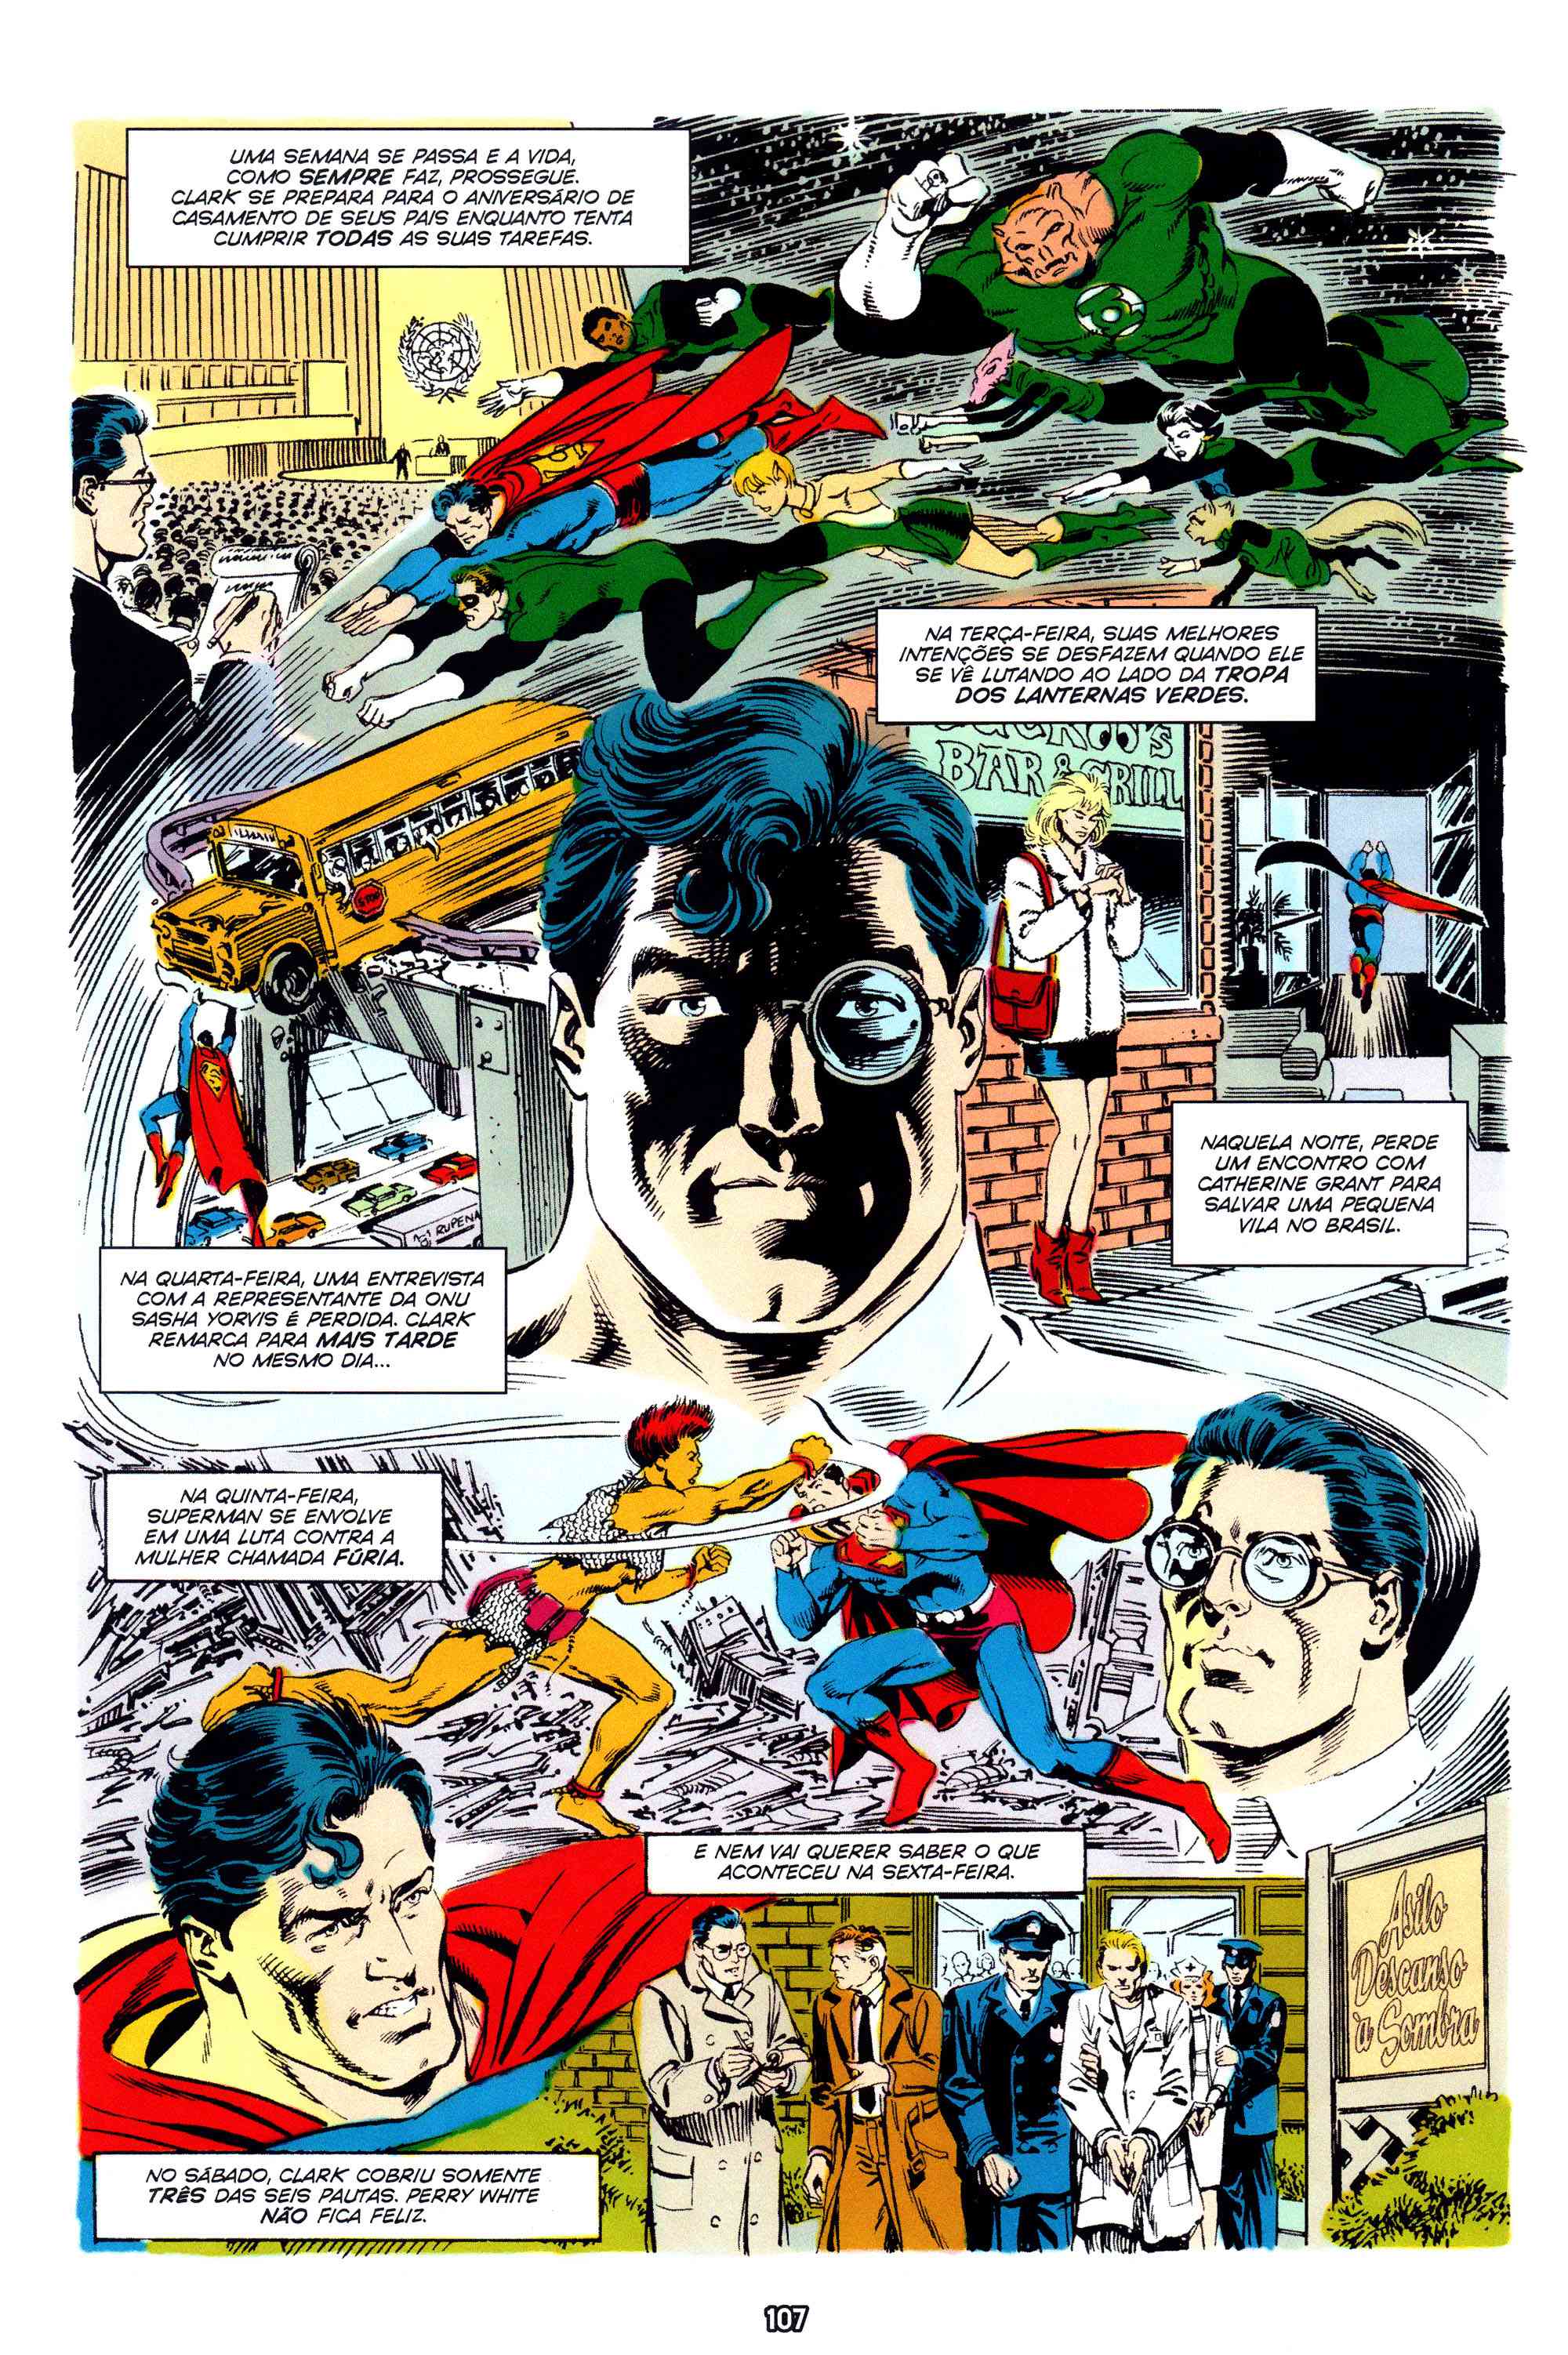 UMA SEMANA SE PASSA E A VIDA,
COMO SEMPRE FAZ, PROSSEGUE.
CLARK SE PREPARA PARA O ANIVERSÁRIO DE
CASAMENTO DE SEUS PAIS ENQUANTO TENTA
CUMPRIR TODAS AS SUAS TAREFAS.
NA TERÇA-FEIRA, SUAS MELHORES
INTENÇÕES SE DESFAZEM QUANDO ELE
SE VÊ LUTANDO AO LADO DA TROPA
DOS LANTERNAS VERDES.
BAR & GRILL
STOP
NAQUELA NOITE, PERDE
UM ENCONTRO COM
CATHERINE GRANT PARA
SALVAR UMA PEQUENA
VILA NO BRASIL.
RUPENA
NA QUARTA-FEIRA, UMA ENTREVISTA
COM A REPRESENTANTE DA ONU
SASHA YORVIS É PERDIDA. CLARK
REMARCA PARA MAIS TARDE
NO MESMO DIA...
NA QUINTA-FEIRA,
SUPERMAN SE ENVOLVE
EM UMA LUTA CONTRA A
MULHER CHAMADA FÚRIA.
E NEM VAI QUERER SABER O QUE
ACONTECEU NA SEXTA-FEIRA.
Asilo
Descanso
à Sombra
NO SÁBADO, CLARK COBRIU SOMENTE
TRÊS DAS SEIS PAUTAS. PERRY WHITE
NÃO FICA FELIZ.
107